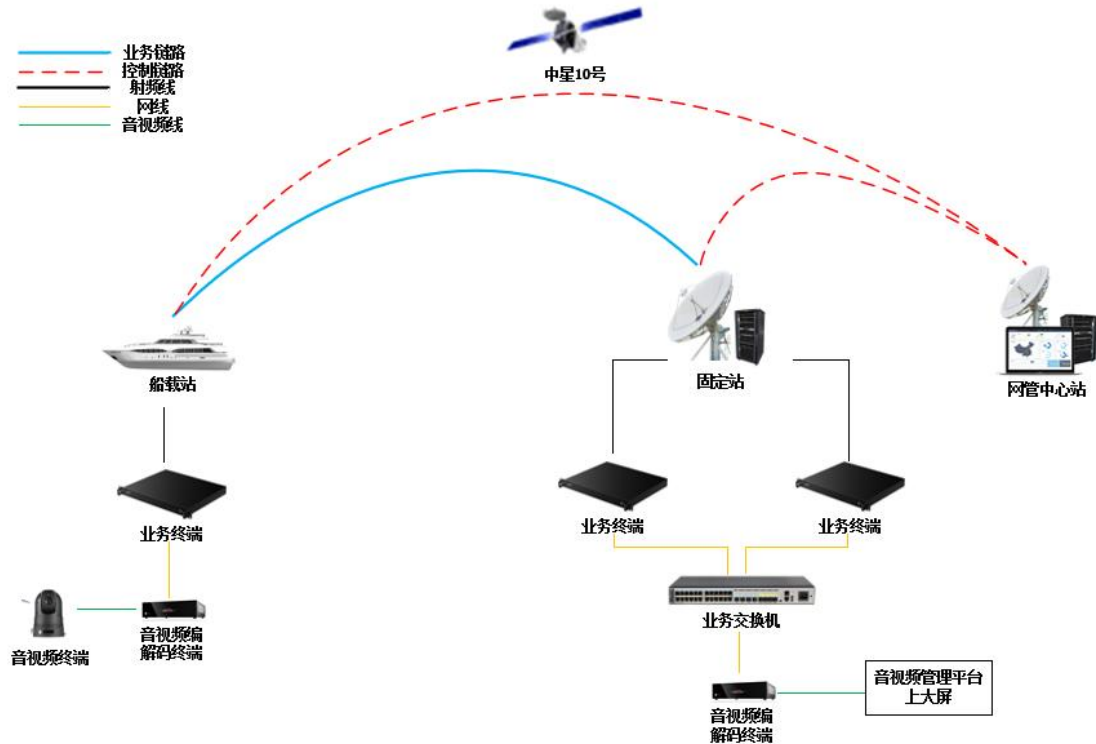 中星10号
业务链路
控制链路
射频线
网线
音视频线
船载站
固定站
网管中心站
业务终端
业务终端
业务终端
业务交换机
音视频终端
音视频编
解码终端
音视频管理平台
上大屏
音视频编
解码终端